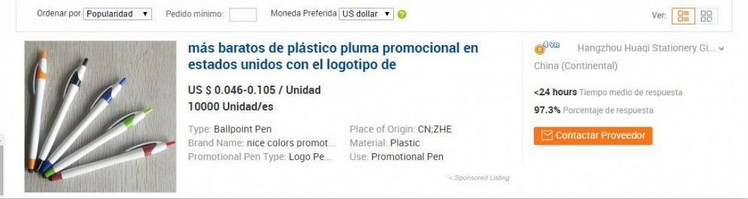 Ordenar por Popularidad Pedido mínimo: Moneda Preferida US dollar Ver:
más baratos de plástico pluma promocional en
estados unidos con el logotipo de
US $ 0.046-0.105 / Unidad
10000 Unidad/es
Type: Ballpoint Pen Place of Origin: CN;ZHE
Brand Name: nice colors promot... Material: Plastic
Promotional Pen Type: Logo Pe... Use: Promotional Pen
< Sponsored Listing
4 YR Hangzhou Huaqi Stationery Gi...
China (Continental)
<24 hours Tiempo medio de respuesta
97.3% Porcentaje de respuesta
Contactar Proveedor